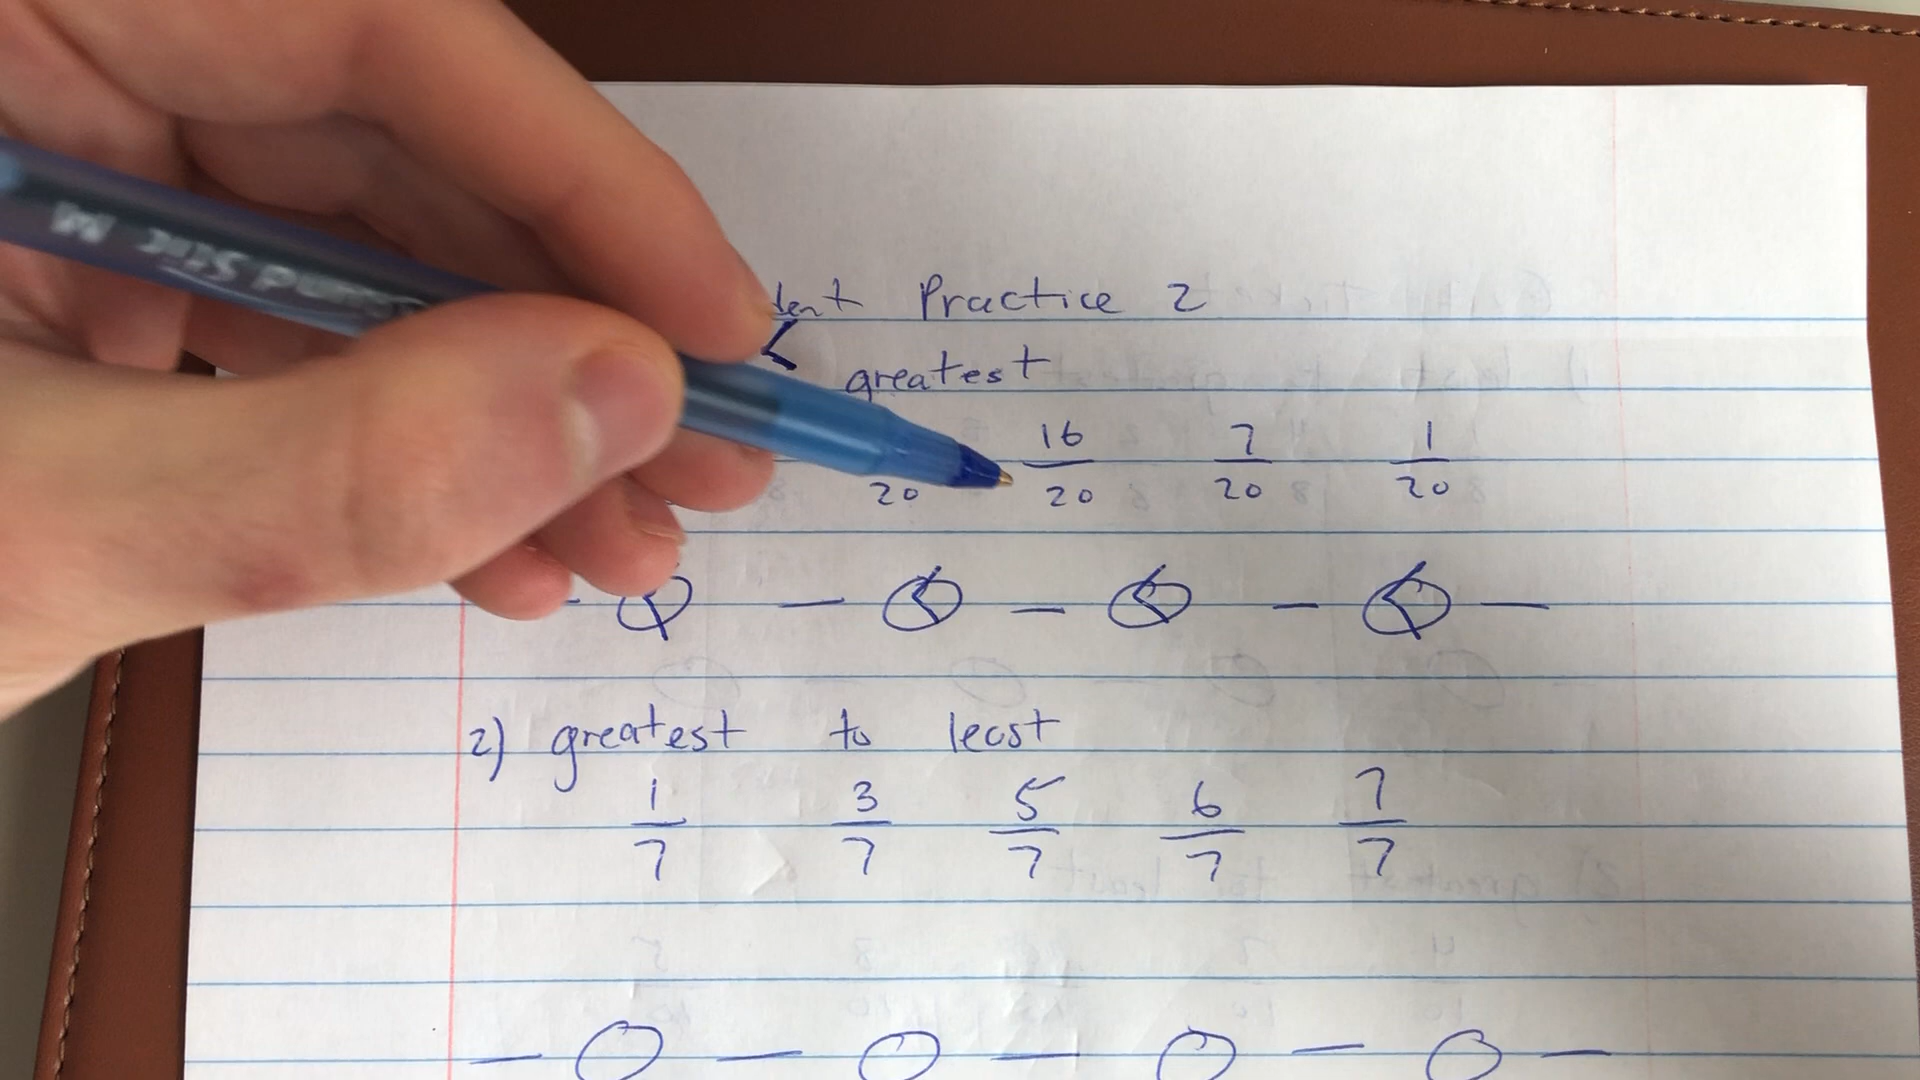 Practice 2
<
greatest
16 7 1
20 20 20 20
— < — < — < — < —
2) greatest to least
1 3 5 6 7
7 7 7 7 7